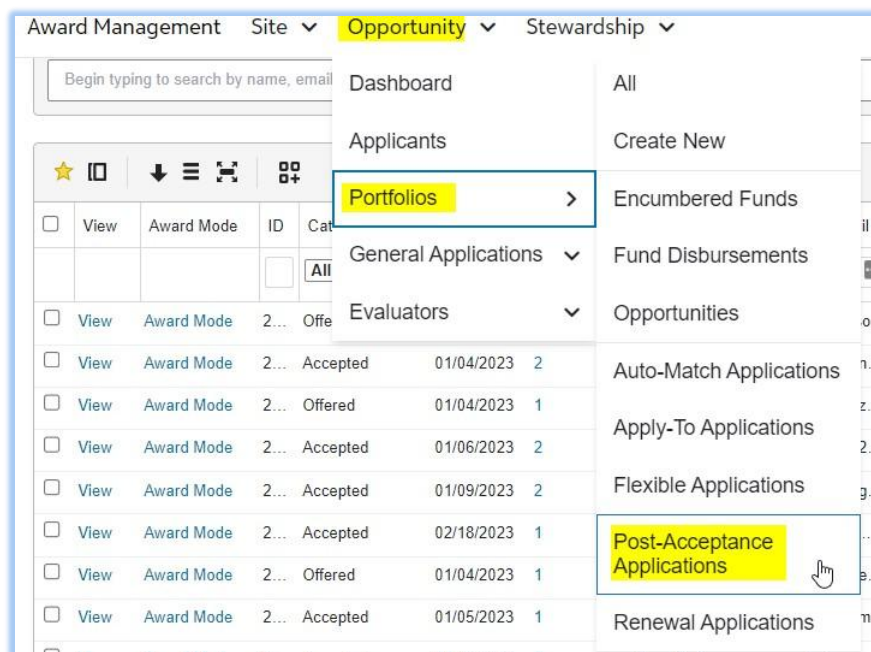 Award Management Site Opportunity Stewardship
Begin typing to search by name, email
Dashboard
Applicants
Portfolios
General Applications
Evaluators
All
Create New
Encumbered Funds
Fund Disbursements
Opportunities
Auto-Match Applications
Apply-To Applications
Flexible Applications
Post-Acceptance
Applications
Renewal Applications
View Award Mode ID Cat
All
View Award Mode 2... Offe
View Award Mode 2... Accepted 01/04/2023 2
View Award Mode 2... Offered 01/04/2023 1
View Award Mode 2... Accepted 01/06/2023 2
View Award Mode 2... Accepted 01/09/2023 2
View Award Mode 2... Accepted 02/18/2023 1
View Award Mode 2... Offered 01/04/2023 1
View Award Mode 2... Accepted 01/05/2023 1